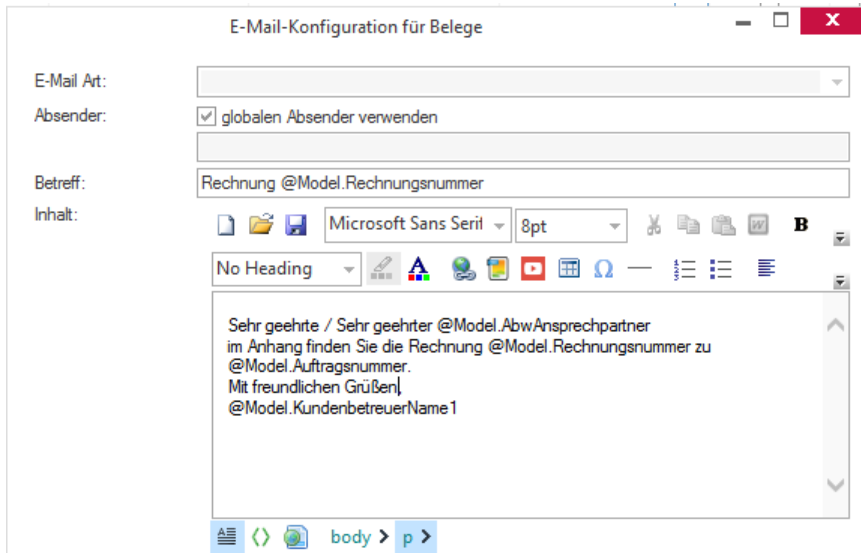 E-Mail-Konfiguration für Belege
E-Mail Art:
Absender:
globalen Absender verwenden
Betreff:
Rechnung @Model.Rechnungsnummer
Inhalt:
Microsoft Sans Serif
8pt
B
No Heading
A
Ω
Sehr geehrte / Sehr geehrter @Model.AbwAnsprechpartner
im Anhang finden Sie die Rechnung @Model.Rechnungsnummer zu
@Model.Auftragsnummer.
Mit freundlichen Grüßen,
@Model.KundenbetreuerName1
body > p >